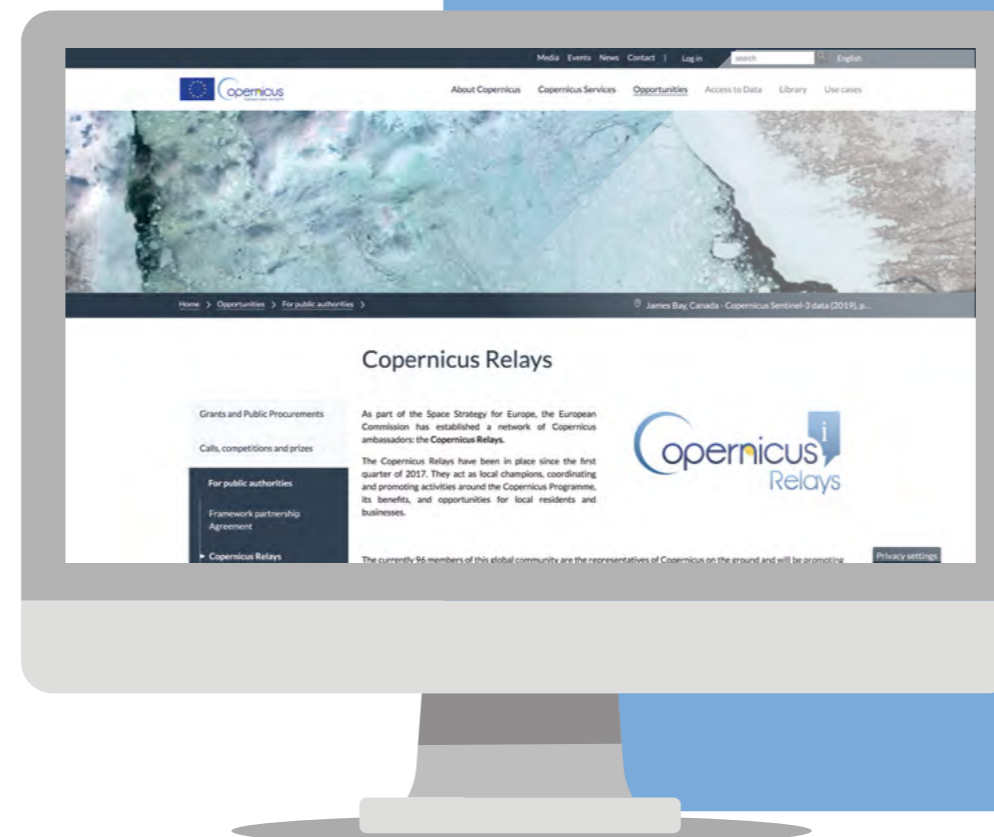 Media Events News Contact | Log in search English
opernicus
About Copernicus Copernicus Services Opportunities Access to Data Library Use cases
Home > Opportunities > For public authorities >
James Bay, Canada - Copernicus Sentinel-3 data (2019), p...
Copernicus Relays
Grants and Public Procurements
Calls, competitions and prizes
For public authorities
Framework partnership
Agreement
Copernicus Relays
As part of the Space Strategy for Europe, the European
Commission has established a network of Copernicus
ambassadors: the Copernicus Relays.
The Copernicus Relays have been in place since the first
quarter of 2017. They act as local champions, coordinating
and promoting activities around the Copernicus Programme,
its benefits, and opportunities for local residents and
businesses.
Copernicus
i
Relays
The currently 96 members of this global community are the representatives of Copernicus on the ground and will be promoting
Privacy settings